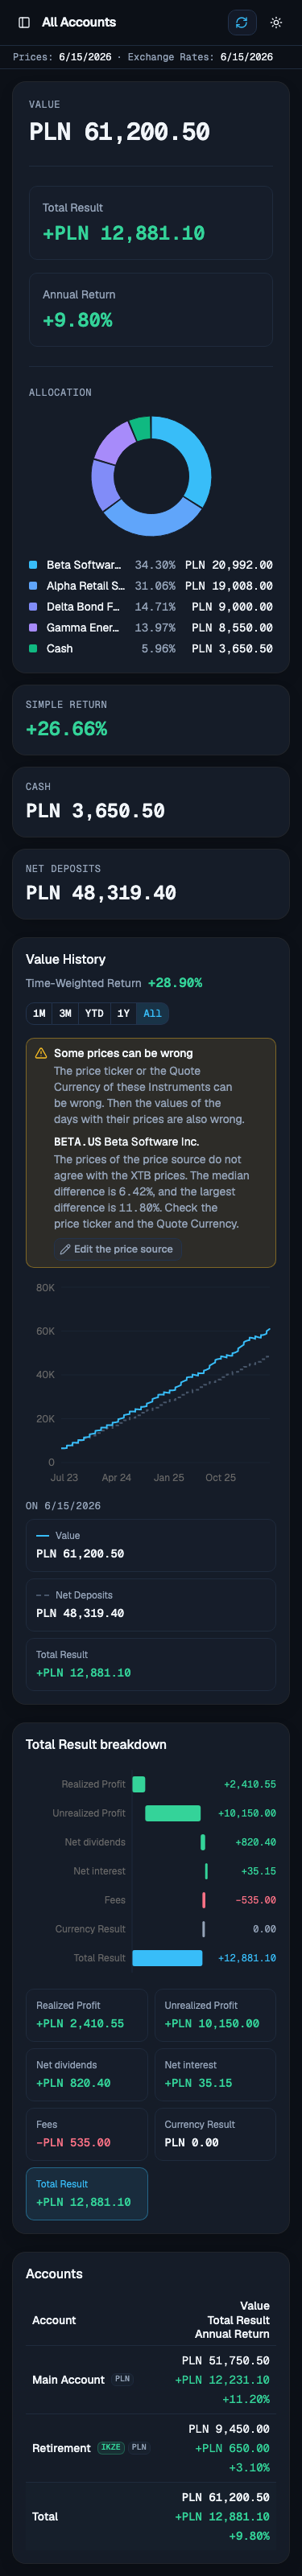 All Accounts
Prices: 6/15/2026 · Exchange Rates: 6/15/2026
VALUE
PLN 61,200.50
Total Result
+PLN 12,881.10
Annual Return
+9.80%
ALLOCATION
Beta Softwar… 34.30% PLN 20,992.00
Alpha Retail S… 31.06% PLN 19,008.00
Delta Bond F… 14.71% PLN 9,000.00
Gamma Ener… 13.97% PLN 8,550.00
Cash 5.96% PLN 3,650.50
SIMPLE RETURN
+26.66%
CASH
PLN 3,650.50
NET DEPOSITS
PLN 48,319.40
Value History
Time-Weighted Return +28.90%
1M 3M YTD 1Y All
Some prices can be wrong
The price ticker or the Quote
Currency of these Instruments can
be wrong. Then the values of the
days with their prices are also wrong.
BETA.US Beta Software Inc.
The prices of the price source do not
agree with the XTB prices. The median
difference is 6.42%, and the largest
difference is 11.80%. Check the
price ticker and the Quote Currency.
Edit the price source
80K
60K
40K
20K
0
Jul 23 Apr 24 Jan 25 Oct 25
ON 6/15/2026
Value
PLN 61,200.50
Net Deposits
PLN 48,319.40
Total Result
+PLN 12,881.10
Total Result breakdown
Realized Profit +2,410.55
Unrealized Profit +10,150.00
Net dividends +820.40
Net interest +35.15
Fees −535.00
Currency Result 0.00
Total Result +12,881.10
Realized Profit
+PLN 2,410.55
Unrealized Profit
+PLN 10,150.00
Net dividends
+PLN 820.40
Net interest
+PLN 35.15
Fees
−PLN 535.00
Currency Result
PLN 0.00
Total Result
+PLN 12,881.10
Accounts
Account
Value
Total Result
Annual Return
Main Account PLN
PLN 51,750.50
+PLN 12,231.10
+11.20%
Retirement IKZE PLN
PLN 9,450.00
+PLN 650.00
+3.10%
Total
PLN 61,200.50
+PLN 12,881.10
+9.80%